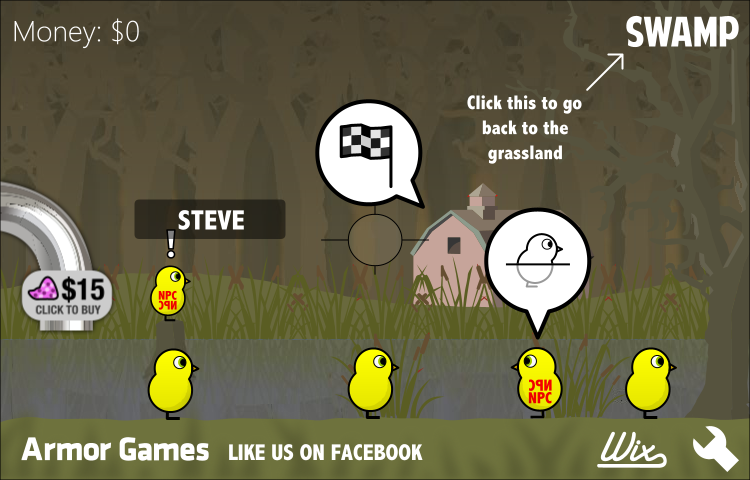 Money: $0
SWAMP
Click this to go
back to the
grassland
STEVE
!
$15
CLICK TO BUY
NPC
NPC
NPC
NPC
Armor Games
LIKE US ON FACEBOOK
Wix